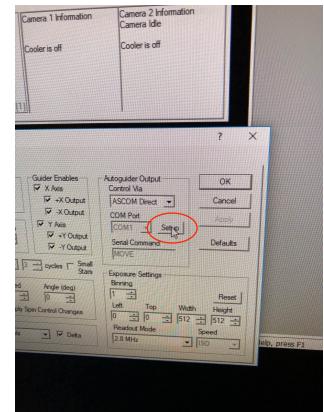 Camera 1 Information
Cooler is off
Camera 2 Information
Camera Idle
Cooler is off
?
X
Guider Enables
X Axis
+X Output
-X Output
Y Axis
+Y Output
-Y Output
cycles
Small
Stars
Angle (deg)
0
Spin Control Changes
Delta
Autoguider Output
Control Via
ASCOM Direct
COM Port
COM1
Setup
Serial Command
MOVE
Exposure Settings
Binning
1
Reset
Left
Top
Width
Height
0
0
512
512
Readout Mode
Speed
2.8 MHz
ISO
OK
Cancel
Apply
Defaults
Help, press F1